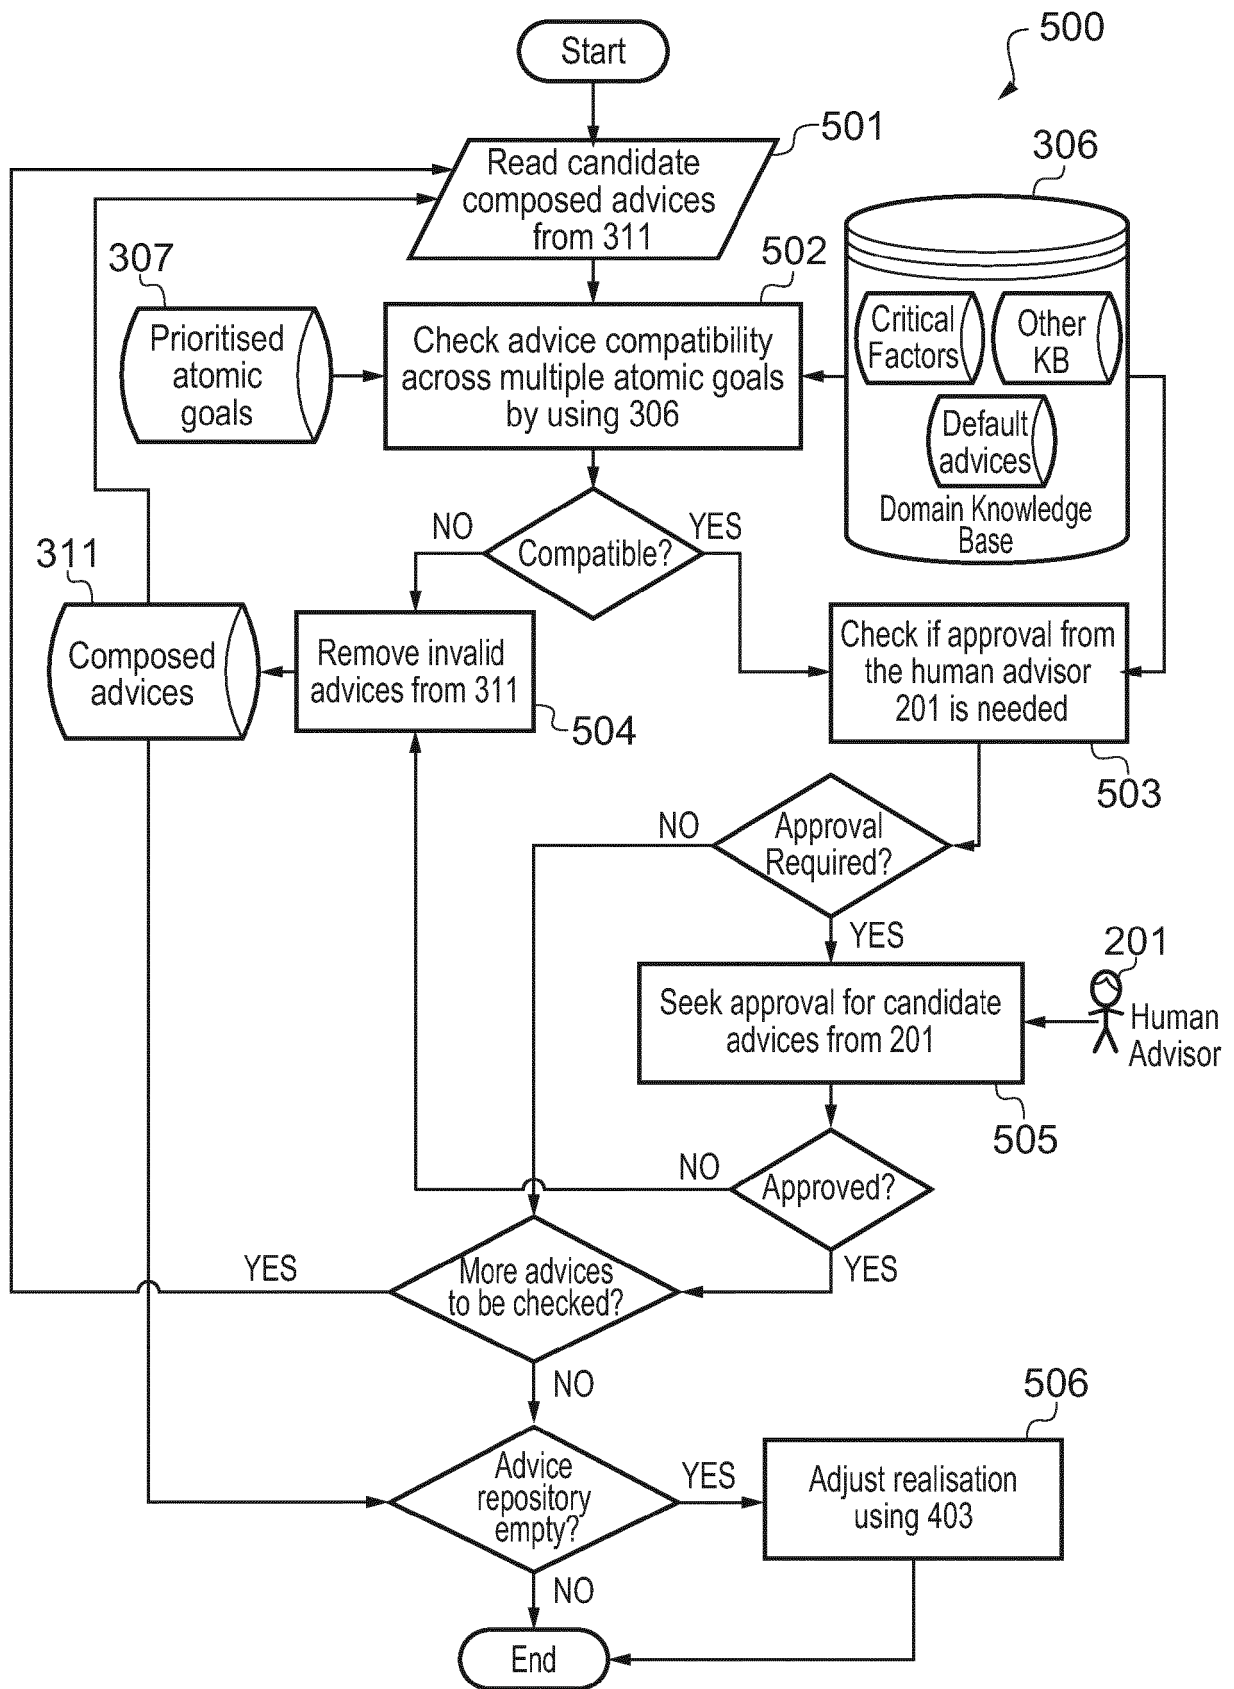 500
Start
501
Read candidate
composed advices
from 311
306
307
502
Prioritised
atomic
goals
Check advice compatibility
across multiple atomic goals
by using 306
Critical
Factors
Other
KB
Default
advices
Domain Knowledge
Base
NO
YES
Compatible?
311
Composed
advices
Remove invalid
advices from 311
504
Check if approval from
the human advisor
201 is needed
503
NO
Approval
Required?
YES
201
Seek approval for candidate
advices from 201
Human
Advisor
505
NO
Approved?
YES
YES
More advices
to be checked?
NO
506
Advice
repository
empty?
YES
Adjust realisation
using 403
NO
End